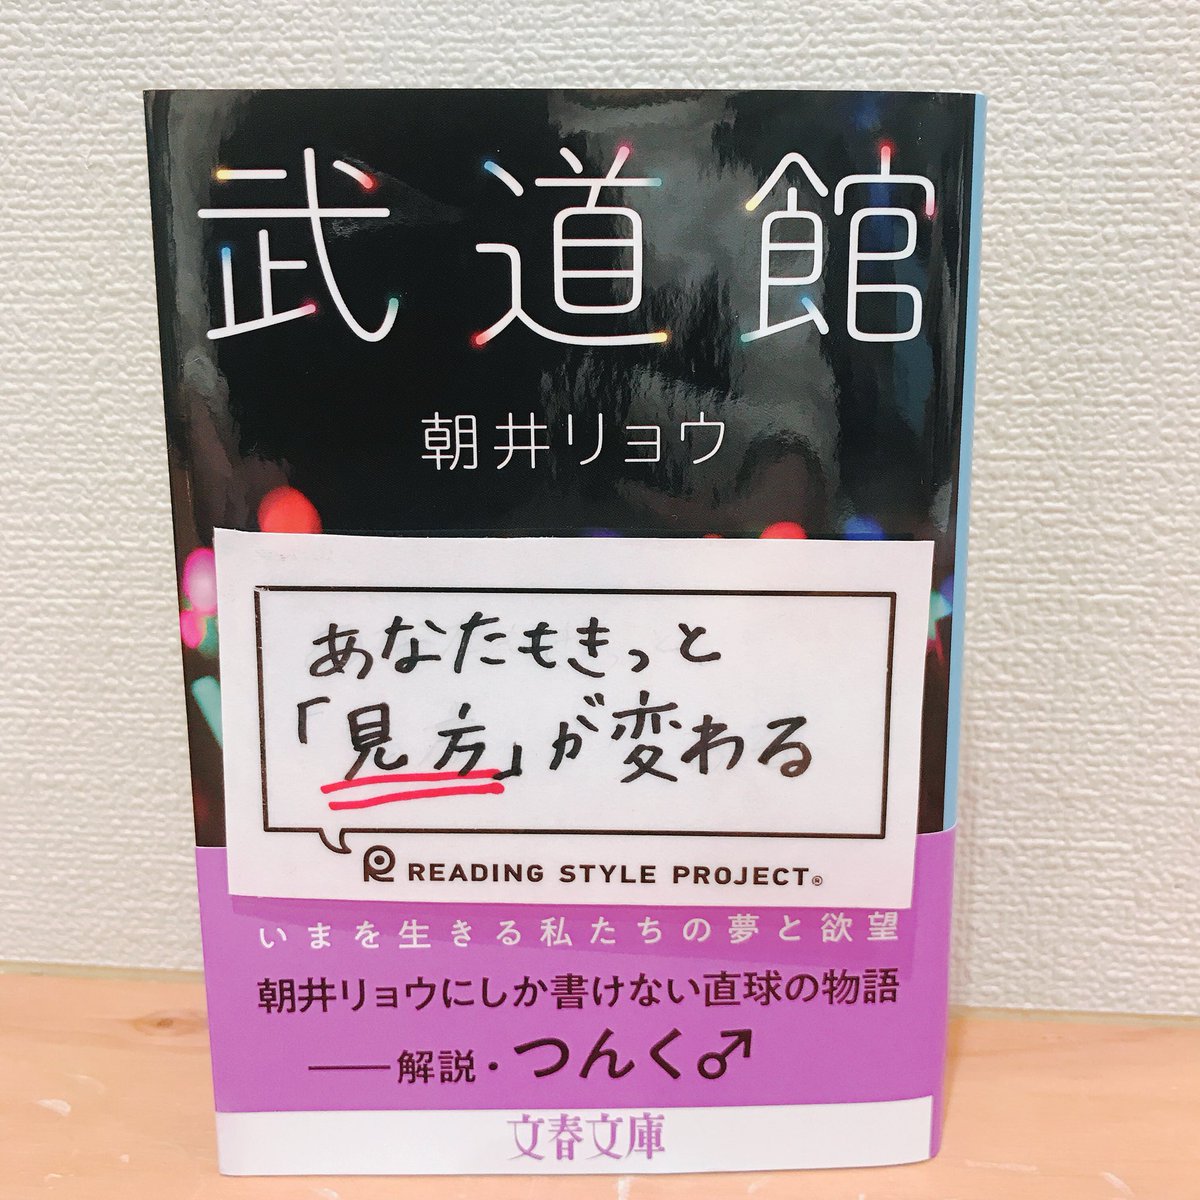 武道館
朝井リョウ
あなたもきっと
「見方」が変わる
READING STYLE PROJECT®
いまを生きる私たちの夢と欲望
朝井リョウにしか書けない直球の物語
——解説・つんく♂
文春文庫